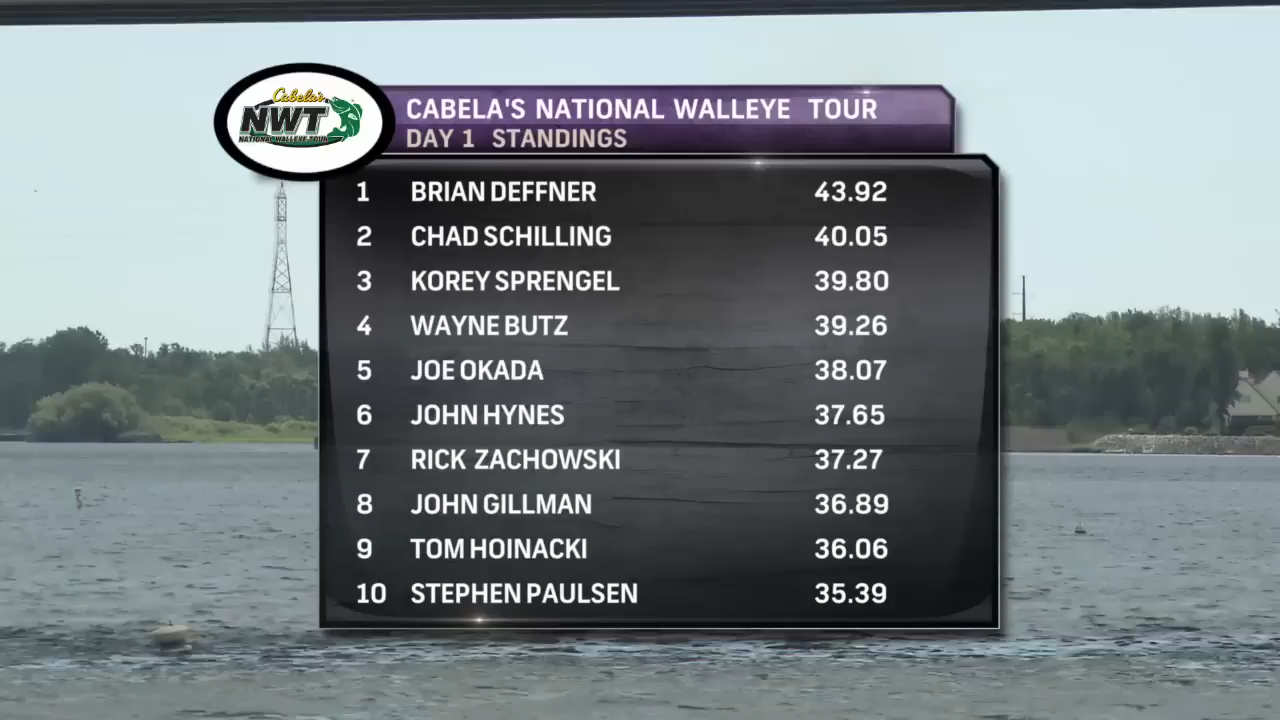 Cabela's
NWT
NATIONAL WALLEYE TOUR
CABELA'S NATIONAL WALLEYE TOUR
DAY 1 STANDINGS
1 BRIAN DEFFNER 43.92
2 CHAD SCHILLING 40.05
3 KOREY SPRENGEL 39.80
4 WAYNE BUTZ 39.26
5 JOE OKADA 38.07
6 JOHN HYNES 37.65
7 RICK ZACHOWSKI 37.27
8 JOHN GILLMAN 36.89
9 TOM HOINACKI 36.06
10 STEPHEN PAULSEN 35.39